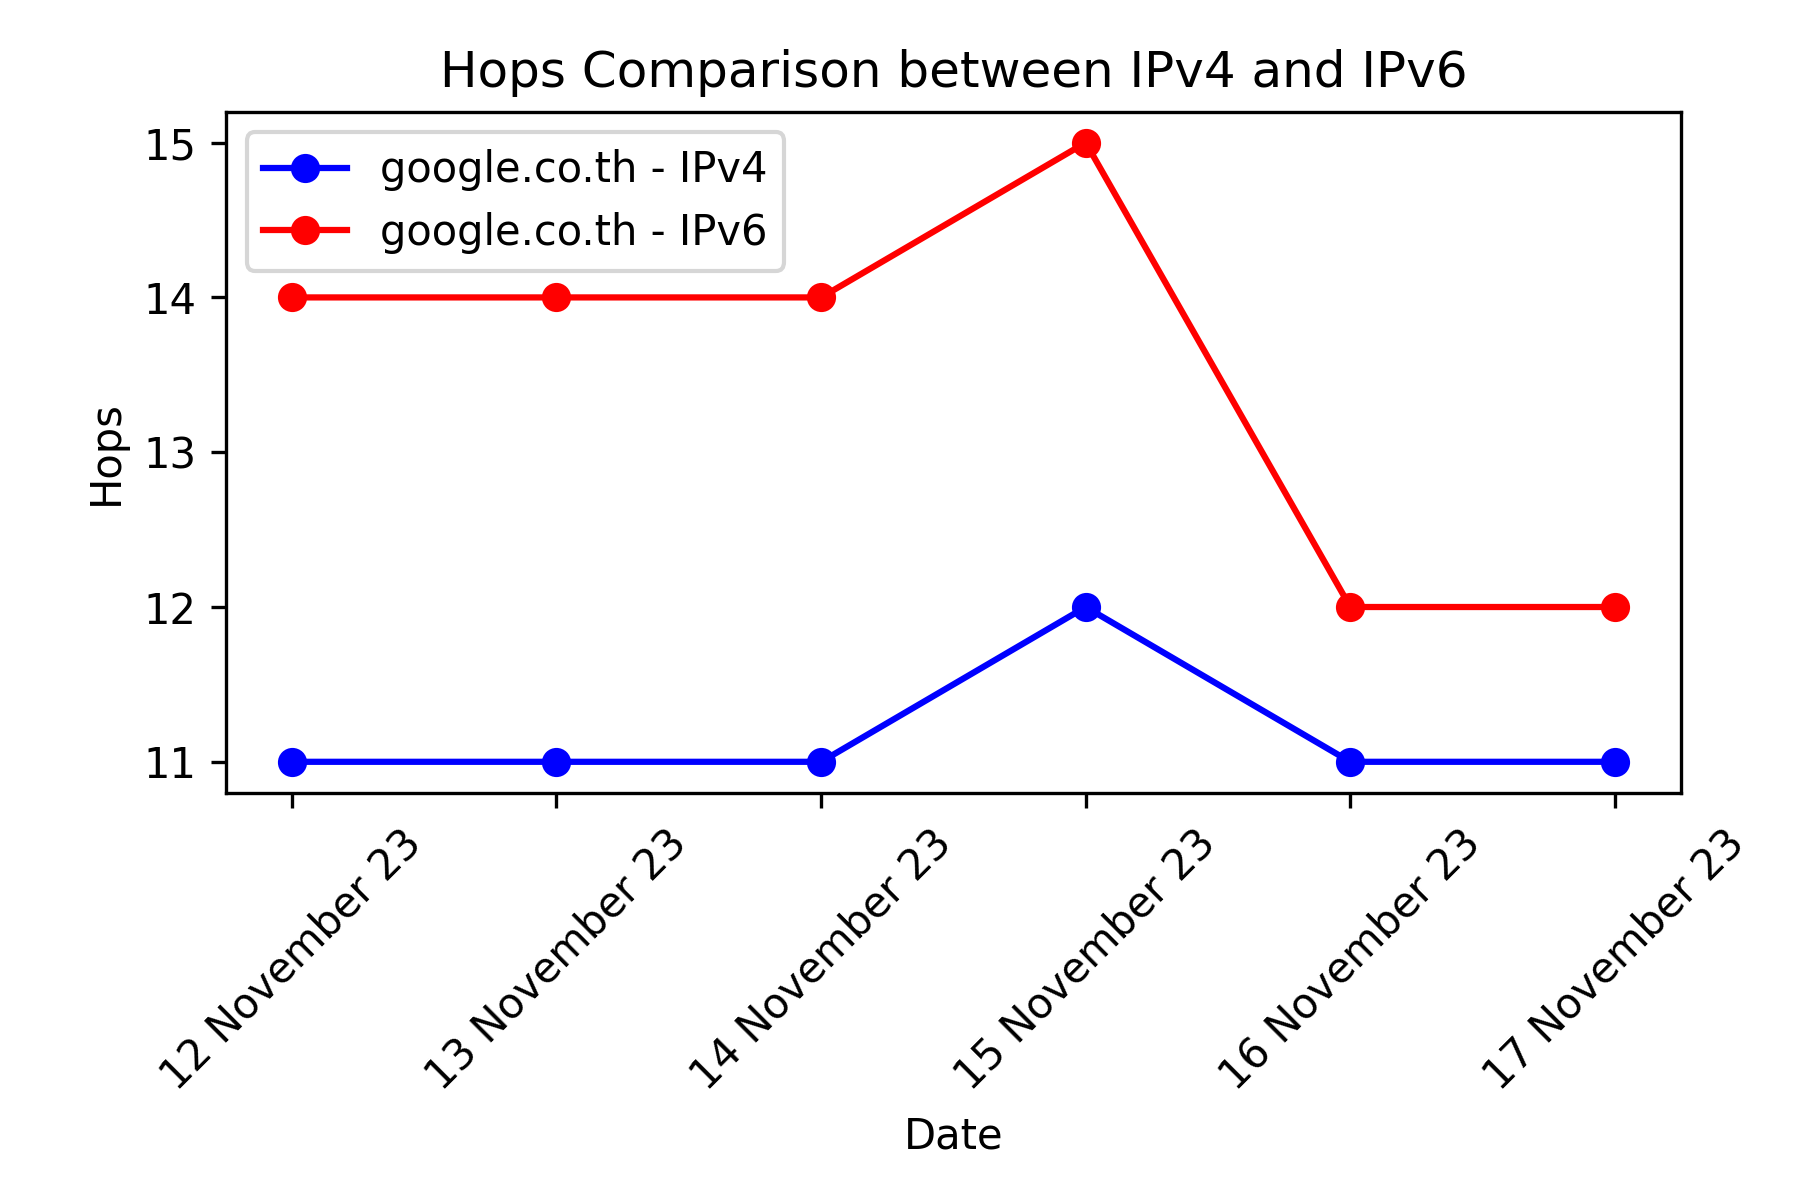 Hops Comparison between IPv4 and IPv6
google.co.th - IPv4
google.co.th - IPv6
15
14
13
12
11
Hops
12 November 23
13 November 23
14 November 23
15 November 23
16 November 23
17 November 23
Date